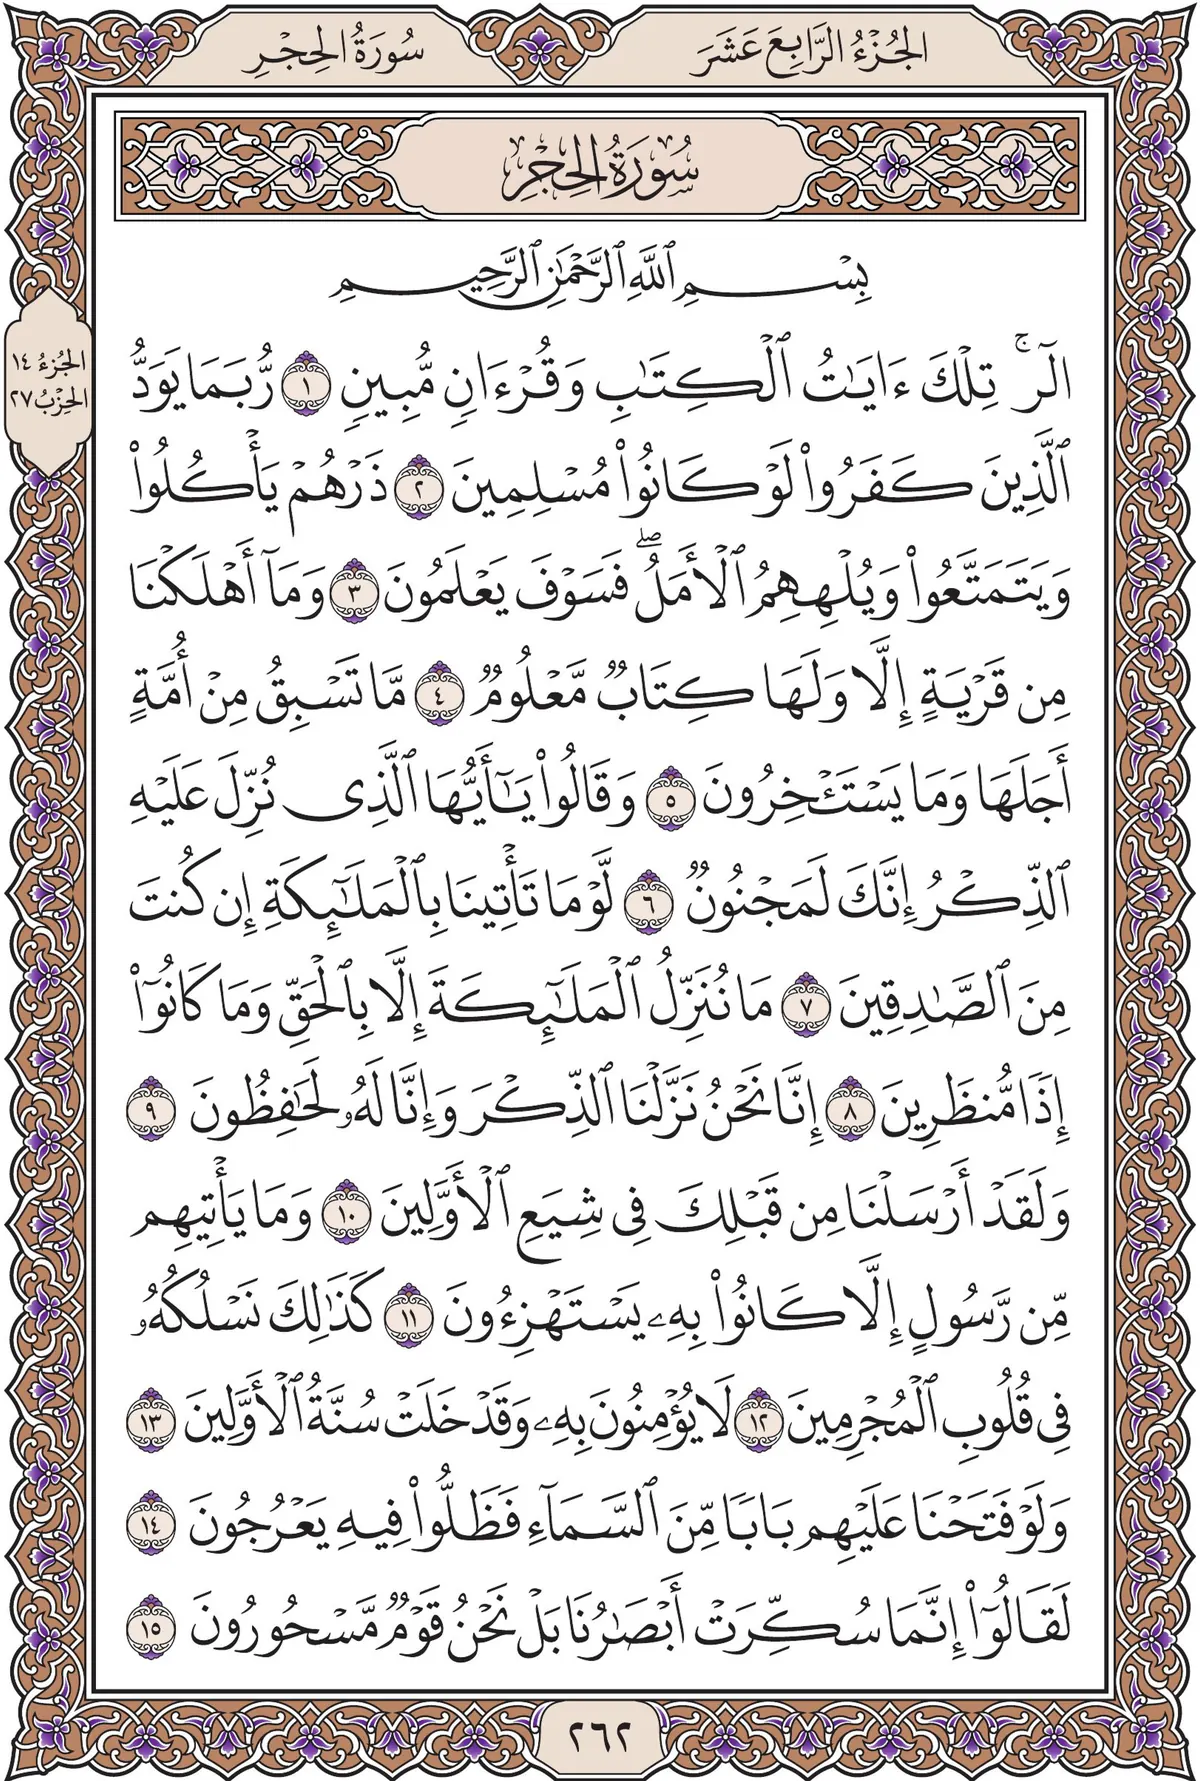 الجُزْءُ الرَّابِعَ عَشَرَ
سُورَةُ الحِجْرِ
سُورَةُ الحِجْرِ
بِسْمِ ٱللَّهِ ٱلرَّحْمَٰنِ ٱلرَّحِيمِ
الجُزْءُ ١٤
الحِزْبُ ٢٧
الٓرۚ تِلْكَ ءَايَٰتُ ٱلْكِتَٰبِ وَقُرْءَانٖ مُّبِينٖ ١ رُّبَمَا يَوَدُّ
ٱلَّذِينَ كَفَرُواْ لَوْ كَانُواْ مُسْلِمِينَ ٢ ذَرْهُمْ يَأْكُلُواْ
وَيَتَمَتَّعُواْ وَيُلْهِهِمُ ٱلْأَمَلُۖ فَسَوْفَ يَعْلَمُونَ ٣ وَمَآ أَهْلَكْنَا
مِن قَرْيَةٍ إِلَّا وَلَهَا كِتَابٞ مَّعْلُومٞ ٤ مَّا تَسْبِقُ مِنْ أُمَّةٍ
أَجَلَهَا وَمَا يَسْتَـْٔخِرُونَ ٥ وَقَالُواْ يَٰٓأَيُّهَا ٱلَّذِي نُزِّلَ عَلَيْهِ
ٱلذِّكْرُ إِنَّكَ لَمَجْنُونٞ ٦ لَّوْمَا تَأْتِينَا بِٱلْمَلَٰٓئِكَةِ إِن كُنتَ
مِنَ ٱلصَّٰدِقِينَ ٧ مَا نُنَزِّلُ ٱلْمَلَٰٓئِكَةَ إِلَّا بِٱلْحَقِّ وَمَا كَانُوٓاْ
إِذٗا مُّنظَرِينَ ٨ إِنَّا نَحْنُ نَزَّلْنَا ٱلذِّكْرَ وَإِنَّا لَهُۥ لَحَٰفِظُونَ ٩
وَلَقَدْ أَرْسَلْنَا مِن قَبْلِكَ فِي شِيَعِ ٱلْأَوَّلِينَ ١٠ وَمَا يَأْتِيهِم
مِّن رَّسُولٍ إِلَّا كَانُواْ بِهِۦ يَسْتَهْزِءُونَ ١١ كَذَٰلِكَ نَسْلُكُهُۥ
فِي قُلُوبِ ٱلْمُجْرِمِينَ ١٢ لَا يُؤْمِنُونَ بِهِۦ وَقَدْ خَلَتْ سُنَّةُ ٱلْأَوَّلِينَ ١٣
وَلَوْ فَتَحْنَا عَلَيْهِم بَابٗا مِّنَ ٱلسَّمَآءِ فَظَلُّواْ فِيهِ يَعْرُجُونَ ١٤
لَقَالُوٓاْ إِنَّمَا سُكِّرَتْ أَبْصَٰرُنَا بَلْ نَحْنُ قَوْمٞ مَّسْحُورُونَ ١٥
٢٦٢